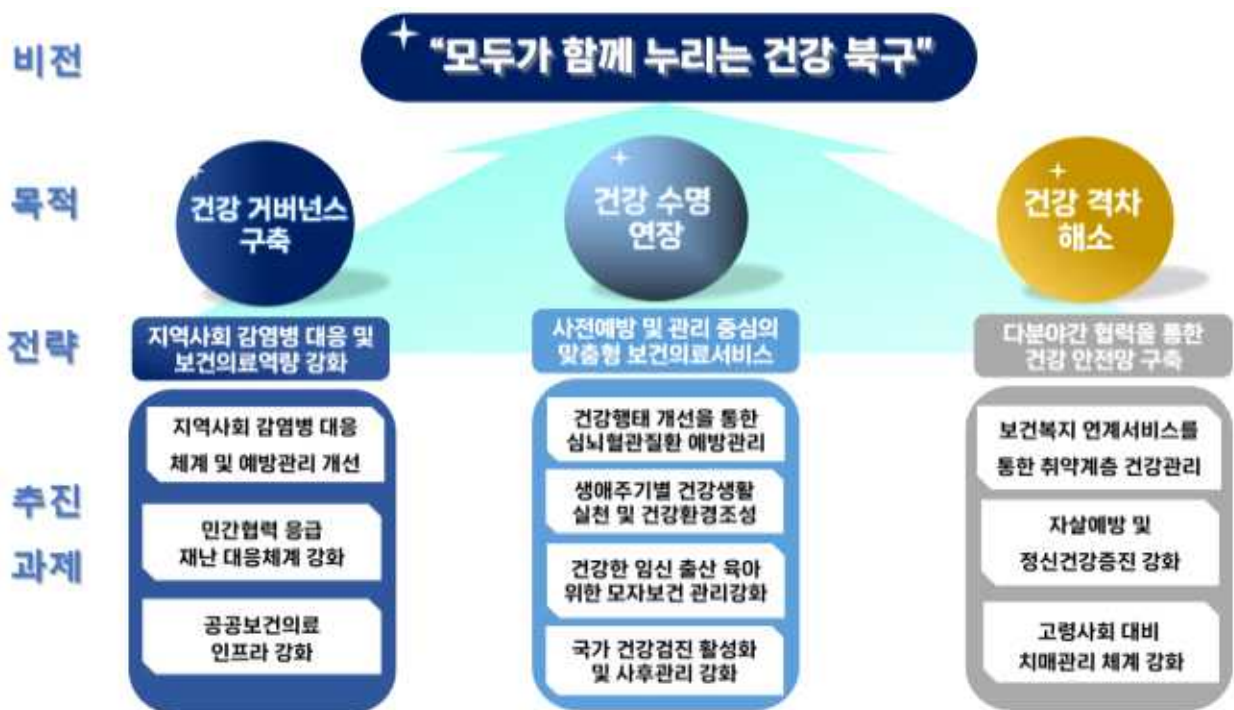 비전
“모두가 함께 누리는 건강 북구”
목적
건강 거버넌스
구축
건강 수명
연장
건강 격차
해소
전략
지역사회 감염병 대응 및
보건의료역량 강화
사전예방 및 관리 중심의
맞춤형 보건의료서비스
다분야간 협력을 통한
건강 안전망 구축
추진
과제
지역사회 감염병 대응
체계 및 예방관리 개선
민간협력 응급
재난 대응체계 강화
공공보건의료
인프라 강화
건강행태 개선을 통한
심뇌혈관질환 예방관리
생애주기별 건강생활
실천 및 건강환경조성
건강한 임신 출산 육아
위한 모자보건 관리강화
국가 건강검진 활성화
및 사후관리 강화
보건복지 연계서비스를
통한 취약계층 건강관리
자살예방 및
정신건강증진 강화
고령사회 대비
치매관리 체계 강화